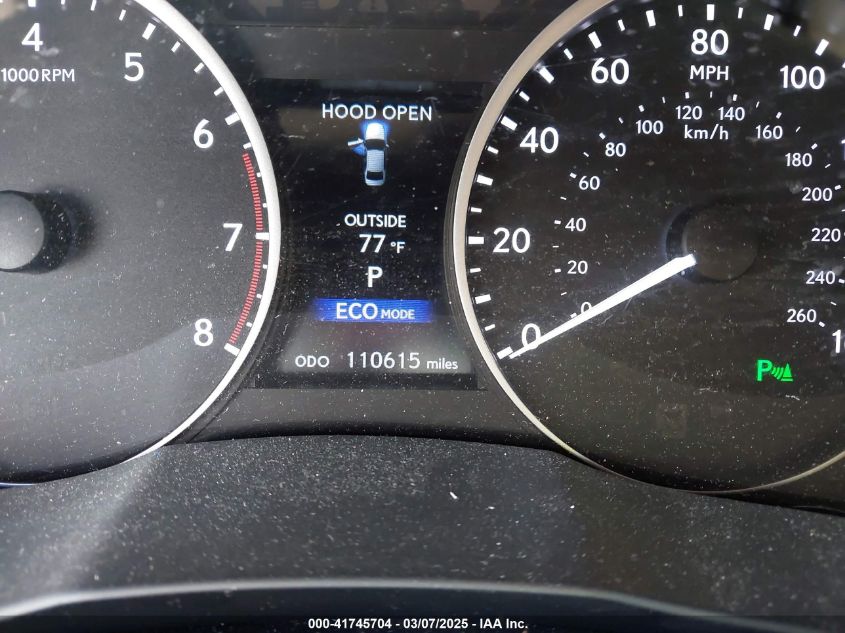 4
5
6
7
8
1000RPM
HOOD OPEN
OUTSIDE
77 °F
P
ECO MODE
ODO 110615 miles
0
20
40
60
80
100
MPH
0
20
40
60
80
100
120
140
160
180
200
220
240
260
km/h
P
000-41745704 / 03/07/2025 - IAA Inc.